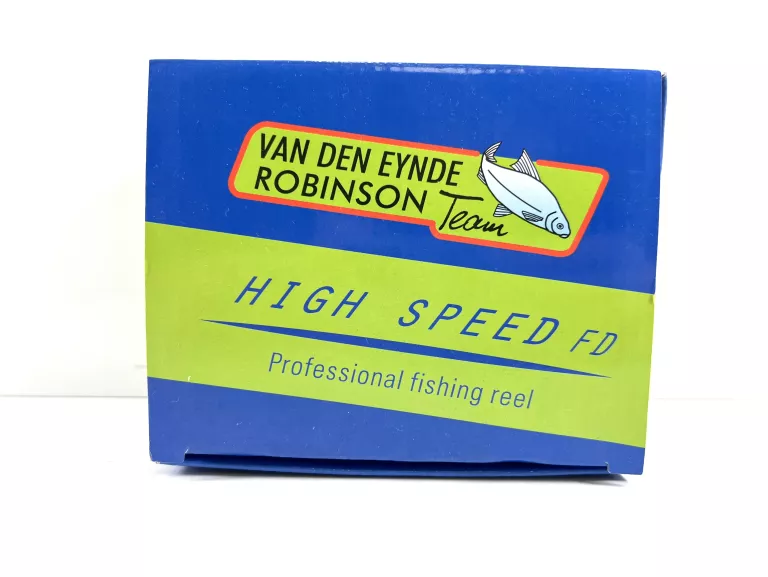 VAN DEN EYNDE
ROBINSON Team
HIGH SPEED FD
Professional fishing reel